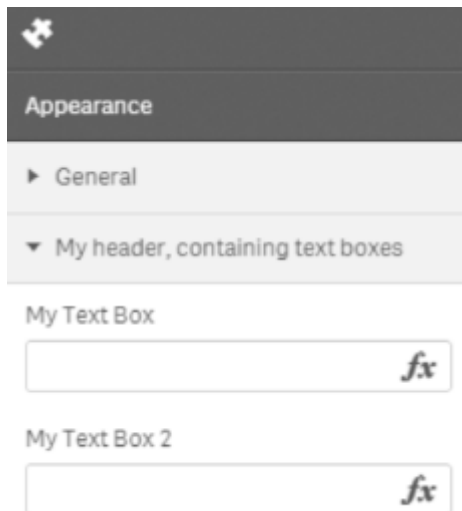 Appearance
General
My header, containing text boxes
My Text Box
fx
My Text Box 2
fx